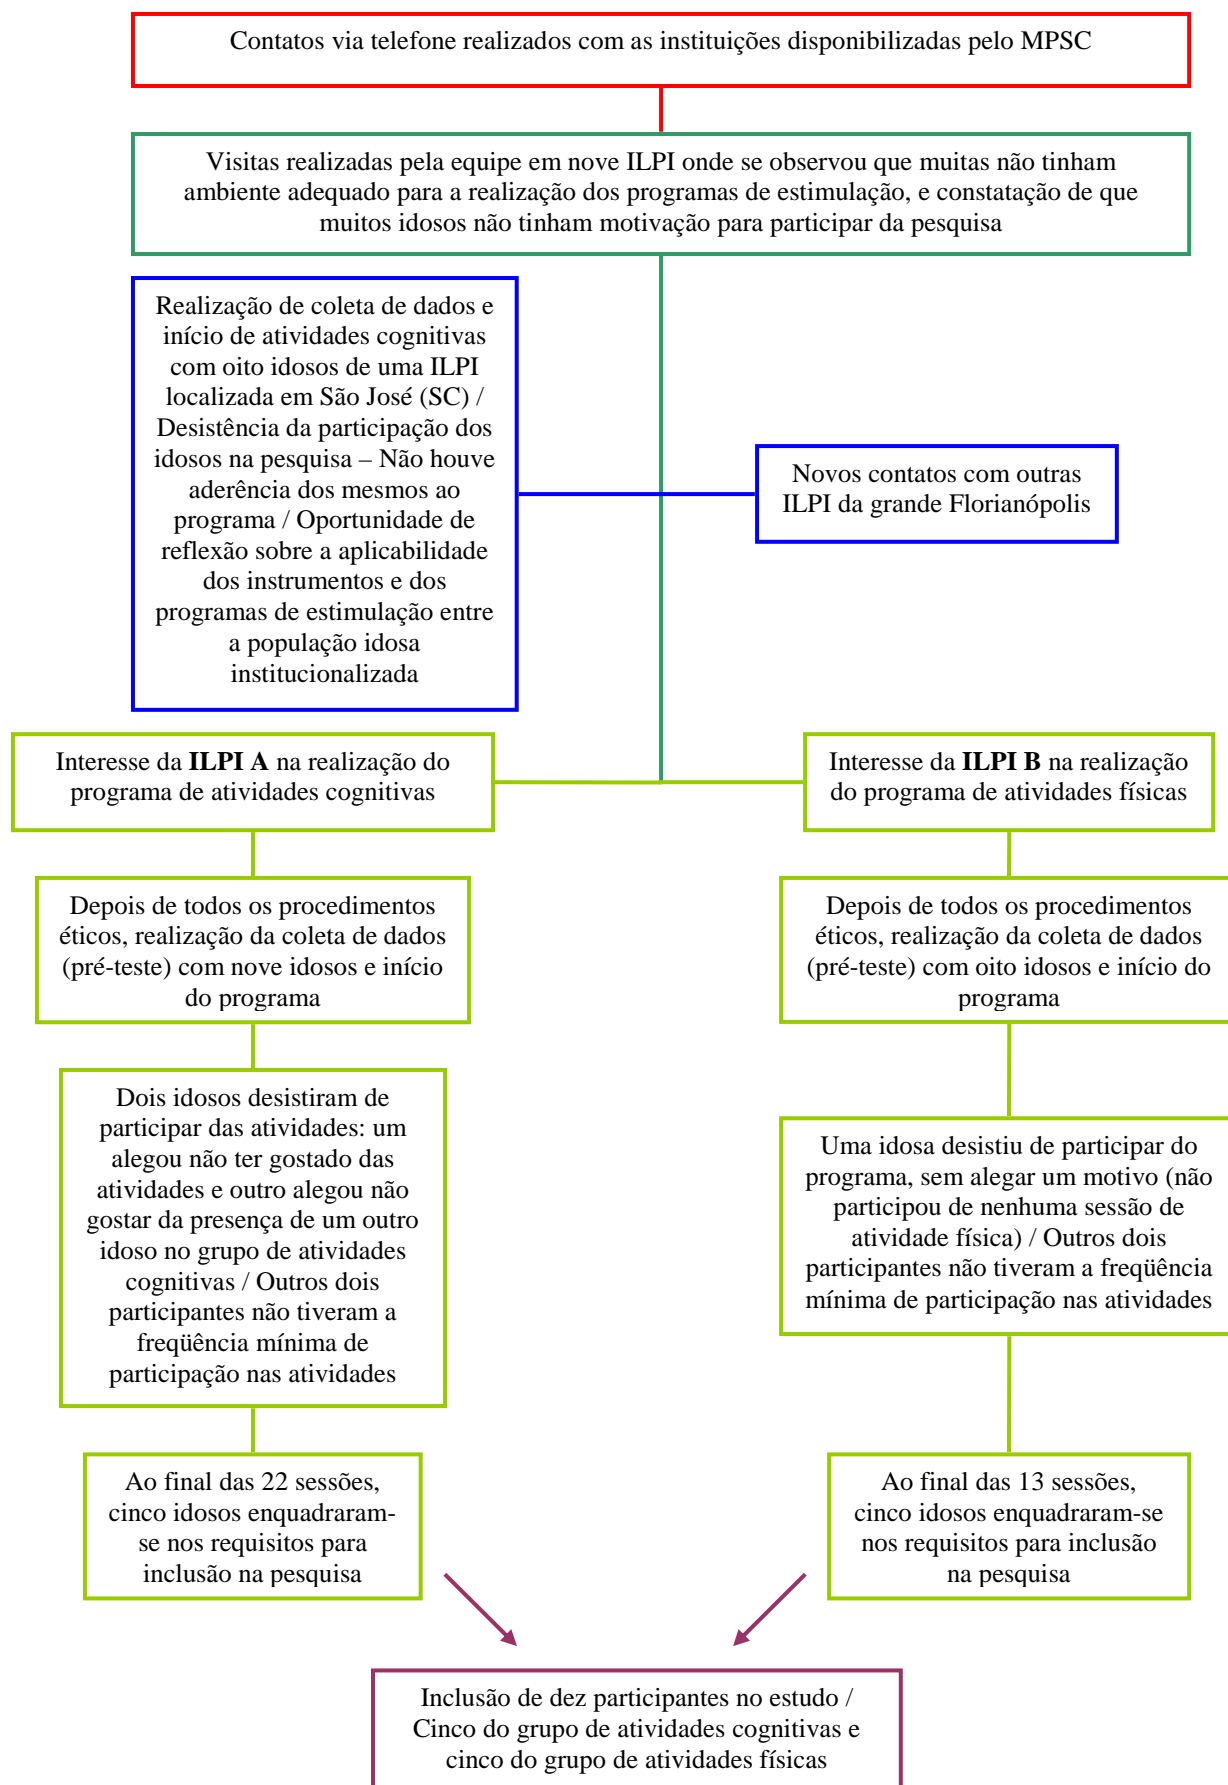 Contatos via telefone realizados com as instituições disponibilizadas pelo MPSC
Visitas realizadas pela equipe em nove ILPI onde se observou que muitas não tinham
ambiente adequado para a realização dos programas de estimulação, e constatação de que
muitos idosos não tinham motivação para participar da pesquisa
Realização de coleta de dados e
início de atividades cognitivas
com oito idosos de uma ILPI
localizada em São José (SC) /
Desistência da participação dos
idosos na pesquisa – Não houve
aderência dos mesmos ao
programa / Oportunidade de
reflexão sobre a aplicabilidade
dos instrumentos e dos
programas de estimulação entre
a população idosa
institucionalizada
Novos contatos com outras
ILPI da grande Florianópolis
Interesse da ILPI A na realização do
programa de atividades cognitivas
Interesse da ILPI B na realização
do programa de atividades físicas
Depois de todos os procedimentos
éticos, realização da coleta de dados
(pré-teste) com nove idosos e início
do programa
Depois de todos os procedimentos
éticos, realização da coleta de dados
(pré-teste) com oito idosos e início do
programa
Dois idosos desistiram de
participar das atividades: um
alegou não ter gostado das
atividades e outro alegou não
gostar da presença de um outro
idoso no grupo de atividades
cognitivas / Outros dois
participantes não tiveram a
freqüência mínima de
participação nas atividades
Uma idosa desistiu de participar do
programa, sem alegar um motivo (não
participou de nenhuma sessão de
atividade física) / Outros dois
participantes não tiveram a freqüência
mínima de participação nas atividades
Ao final das 22 sessões,
cinco idosos enquadraram-
se nos requisitos para
inclusão na pesquisa
Ao final das 13 sessões,
cinco idosos enquadraram-se
nos requisitos para inclusão
na pesquisa
Inclusão de dez participantes no estudo /
Cinco do grupo de atividades cognitivas e
cinco do grupo de atividades físicas